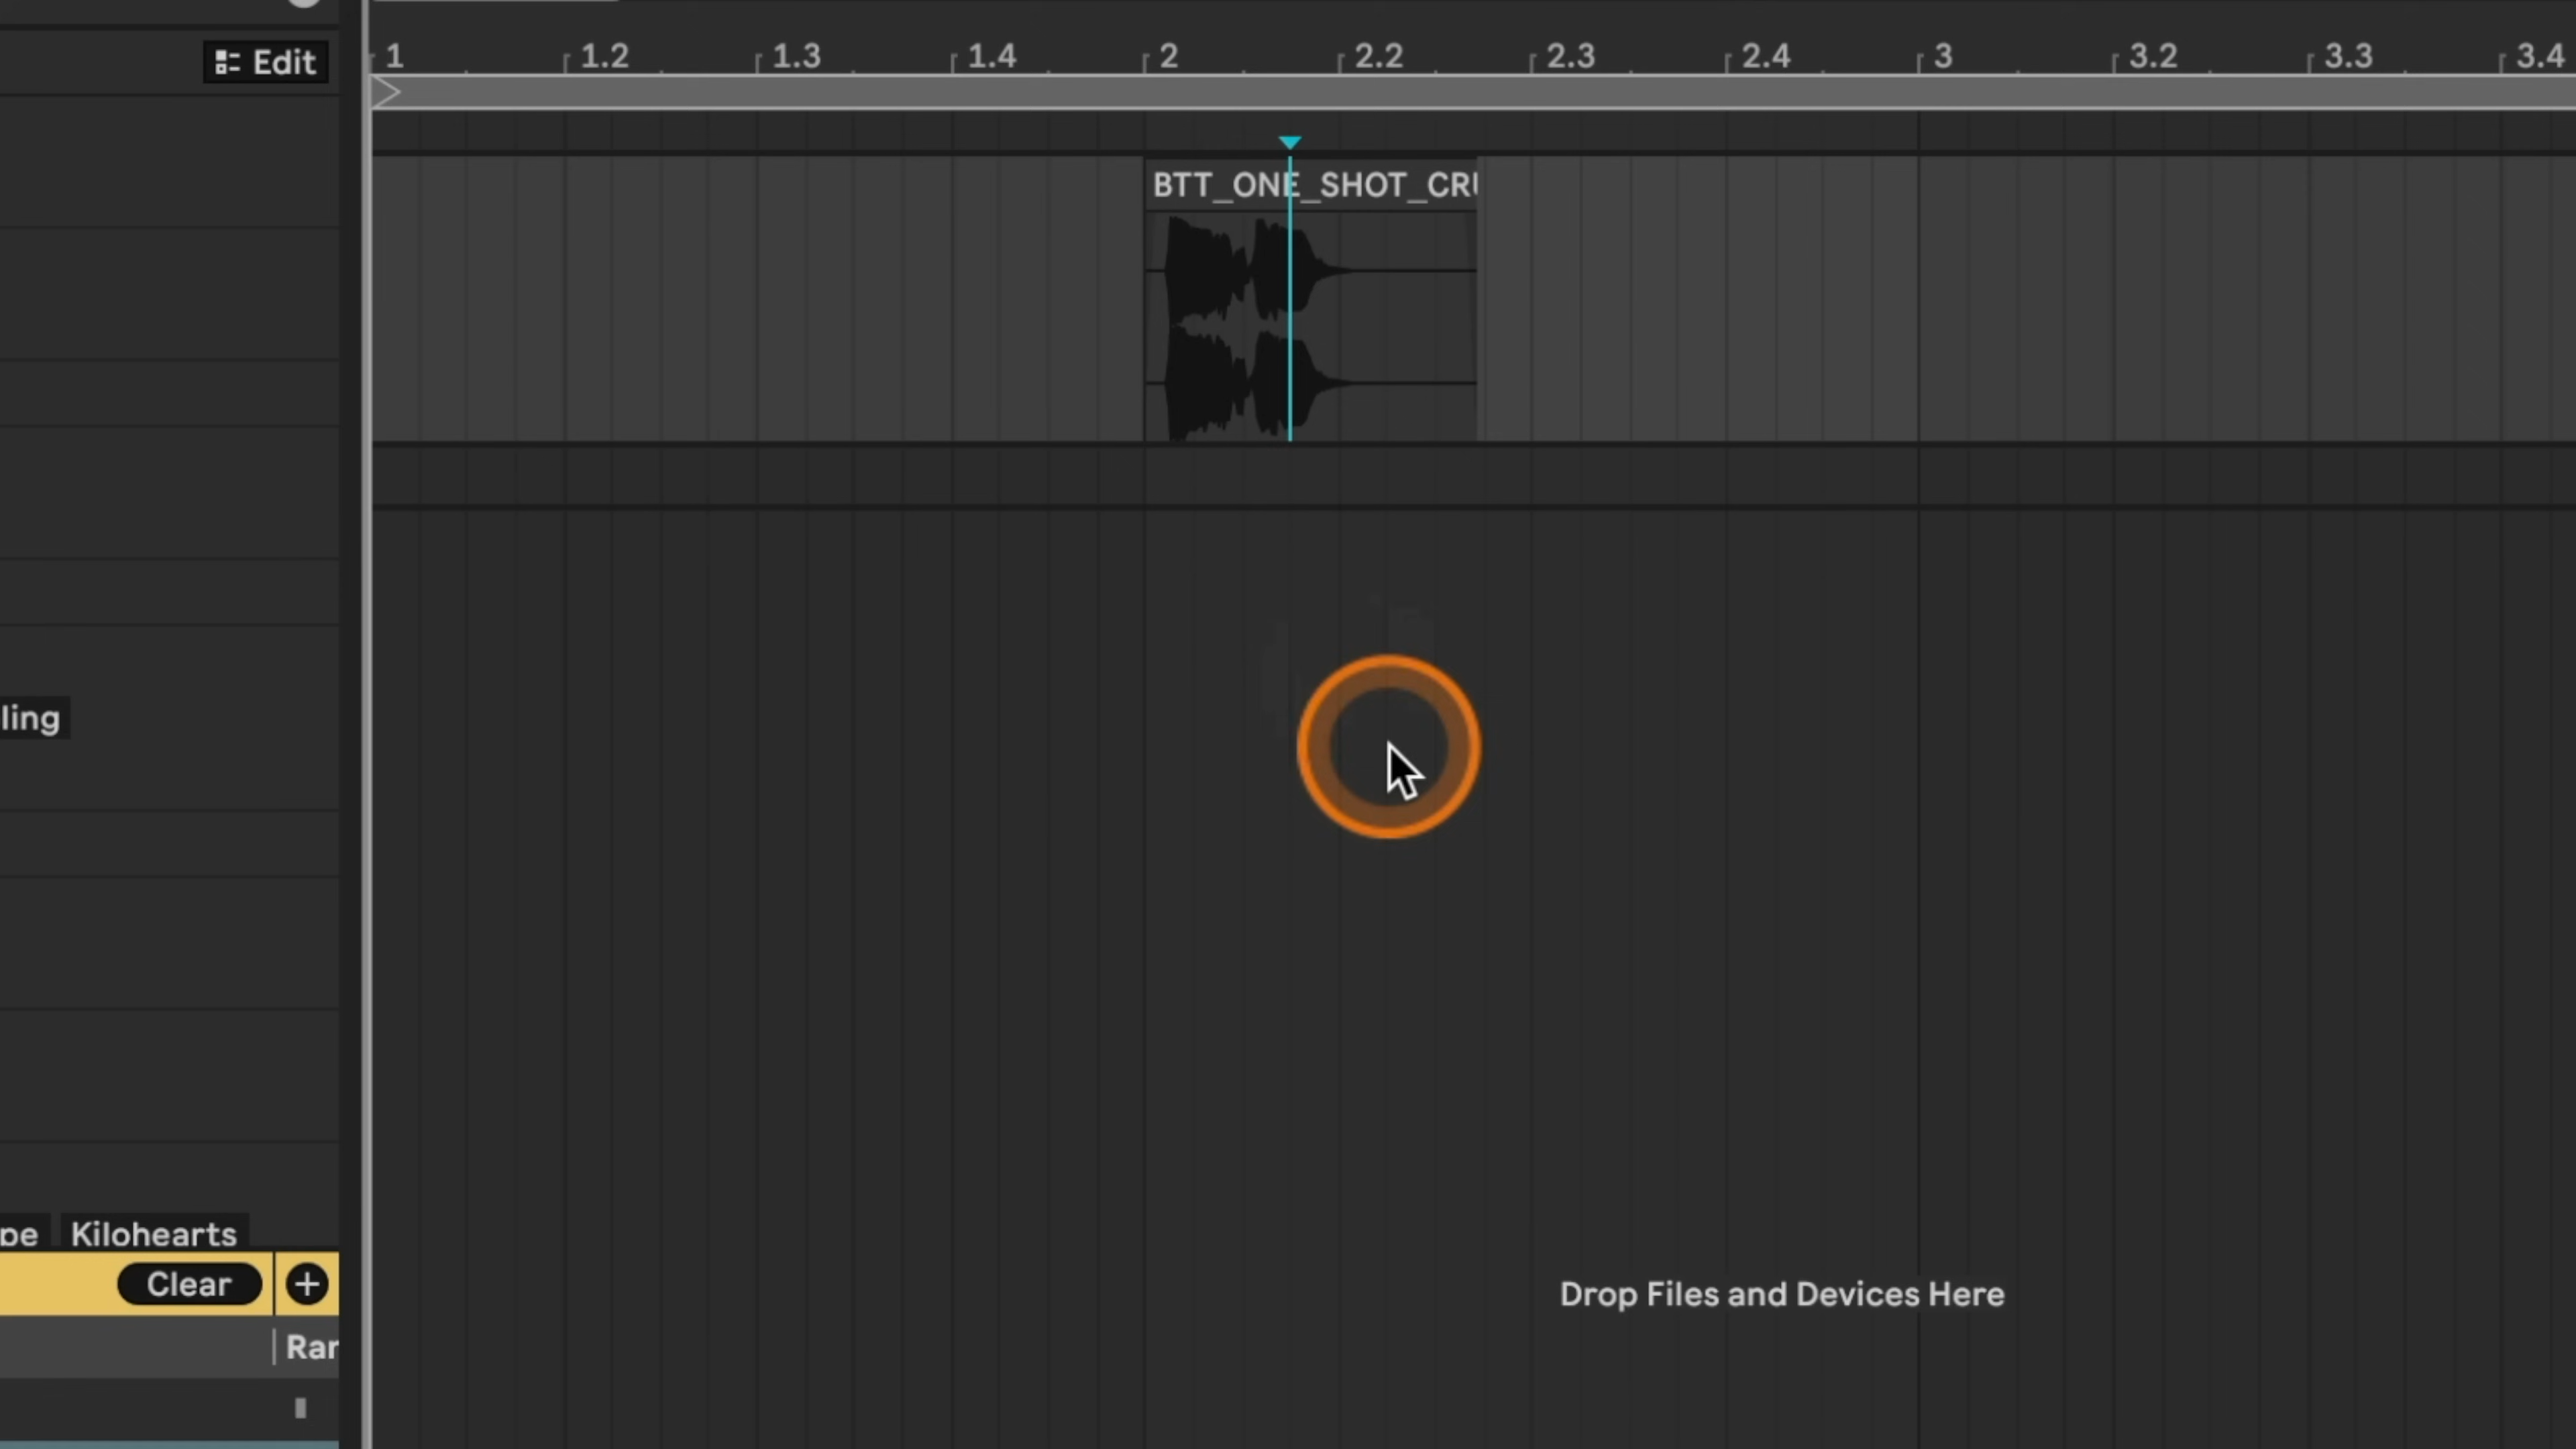 Edit
1 1.2 1.3 1.4 2 2.2 2.3 2.4 3 3.2 3.3 3.4
BTT_ONE_SHOT_CRU
ling
pe Kilohearts
Clear
Drop Files and Devices Here
Ran